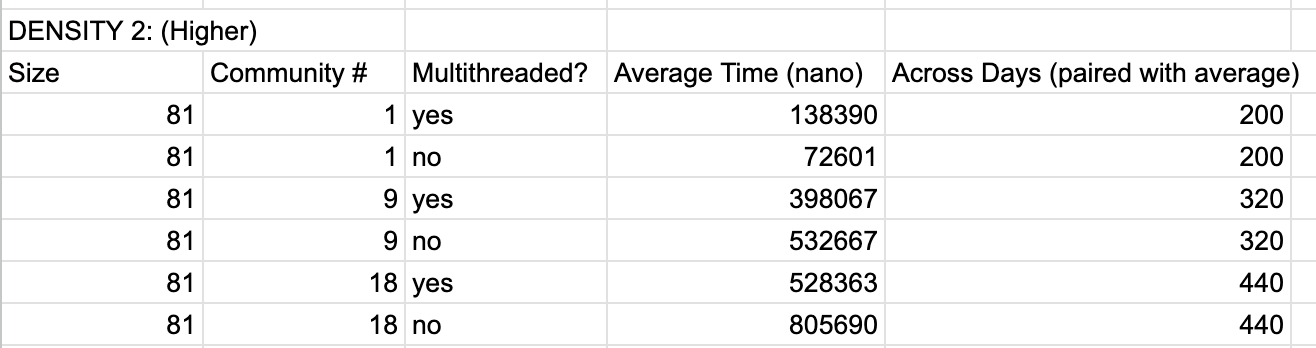 DENSITY 2: (Higher)
Size Community # Multithreaded? Average Time (nano) Across Days (paired with average)
81 1 yes 138390 200
81 1 no 72601 200
81 9 yes 398067 320
81 9 no 532667 320
81 18 yes 528363 440
81 18 no 805690 440